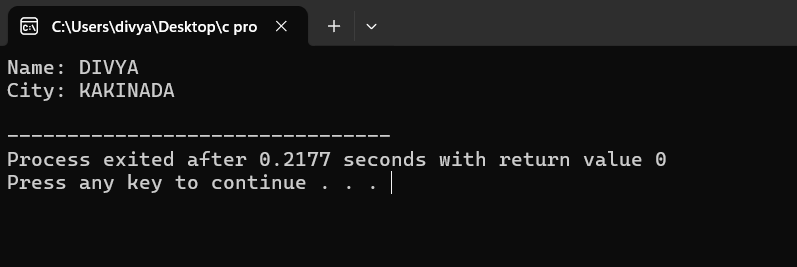 C:\Users\divya\Desktop\c pro
Name: DIVYA
City: KAKINADA
--------------------------------
Process exited after 0.2177 seconds with return value 0
Press any key to continue . . .